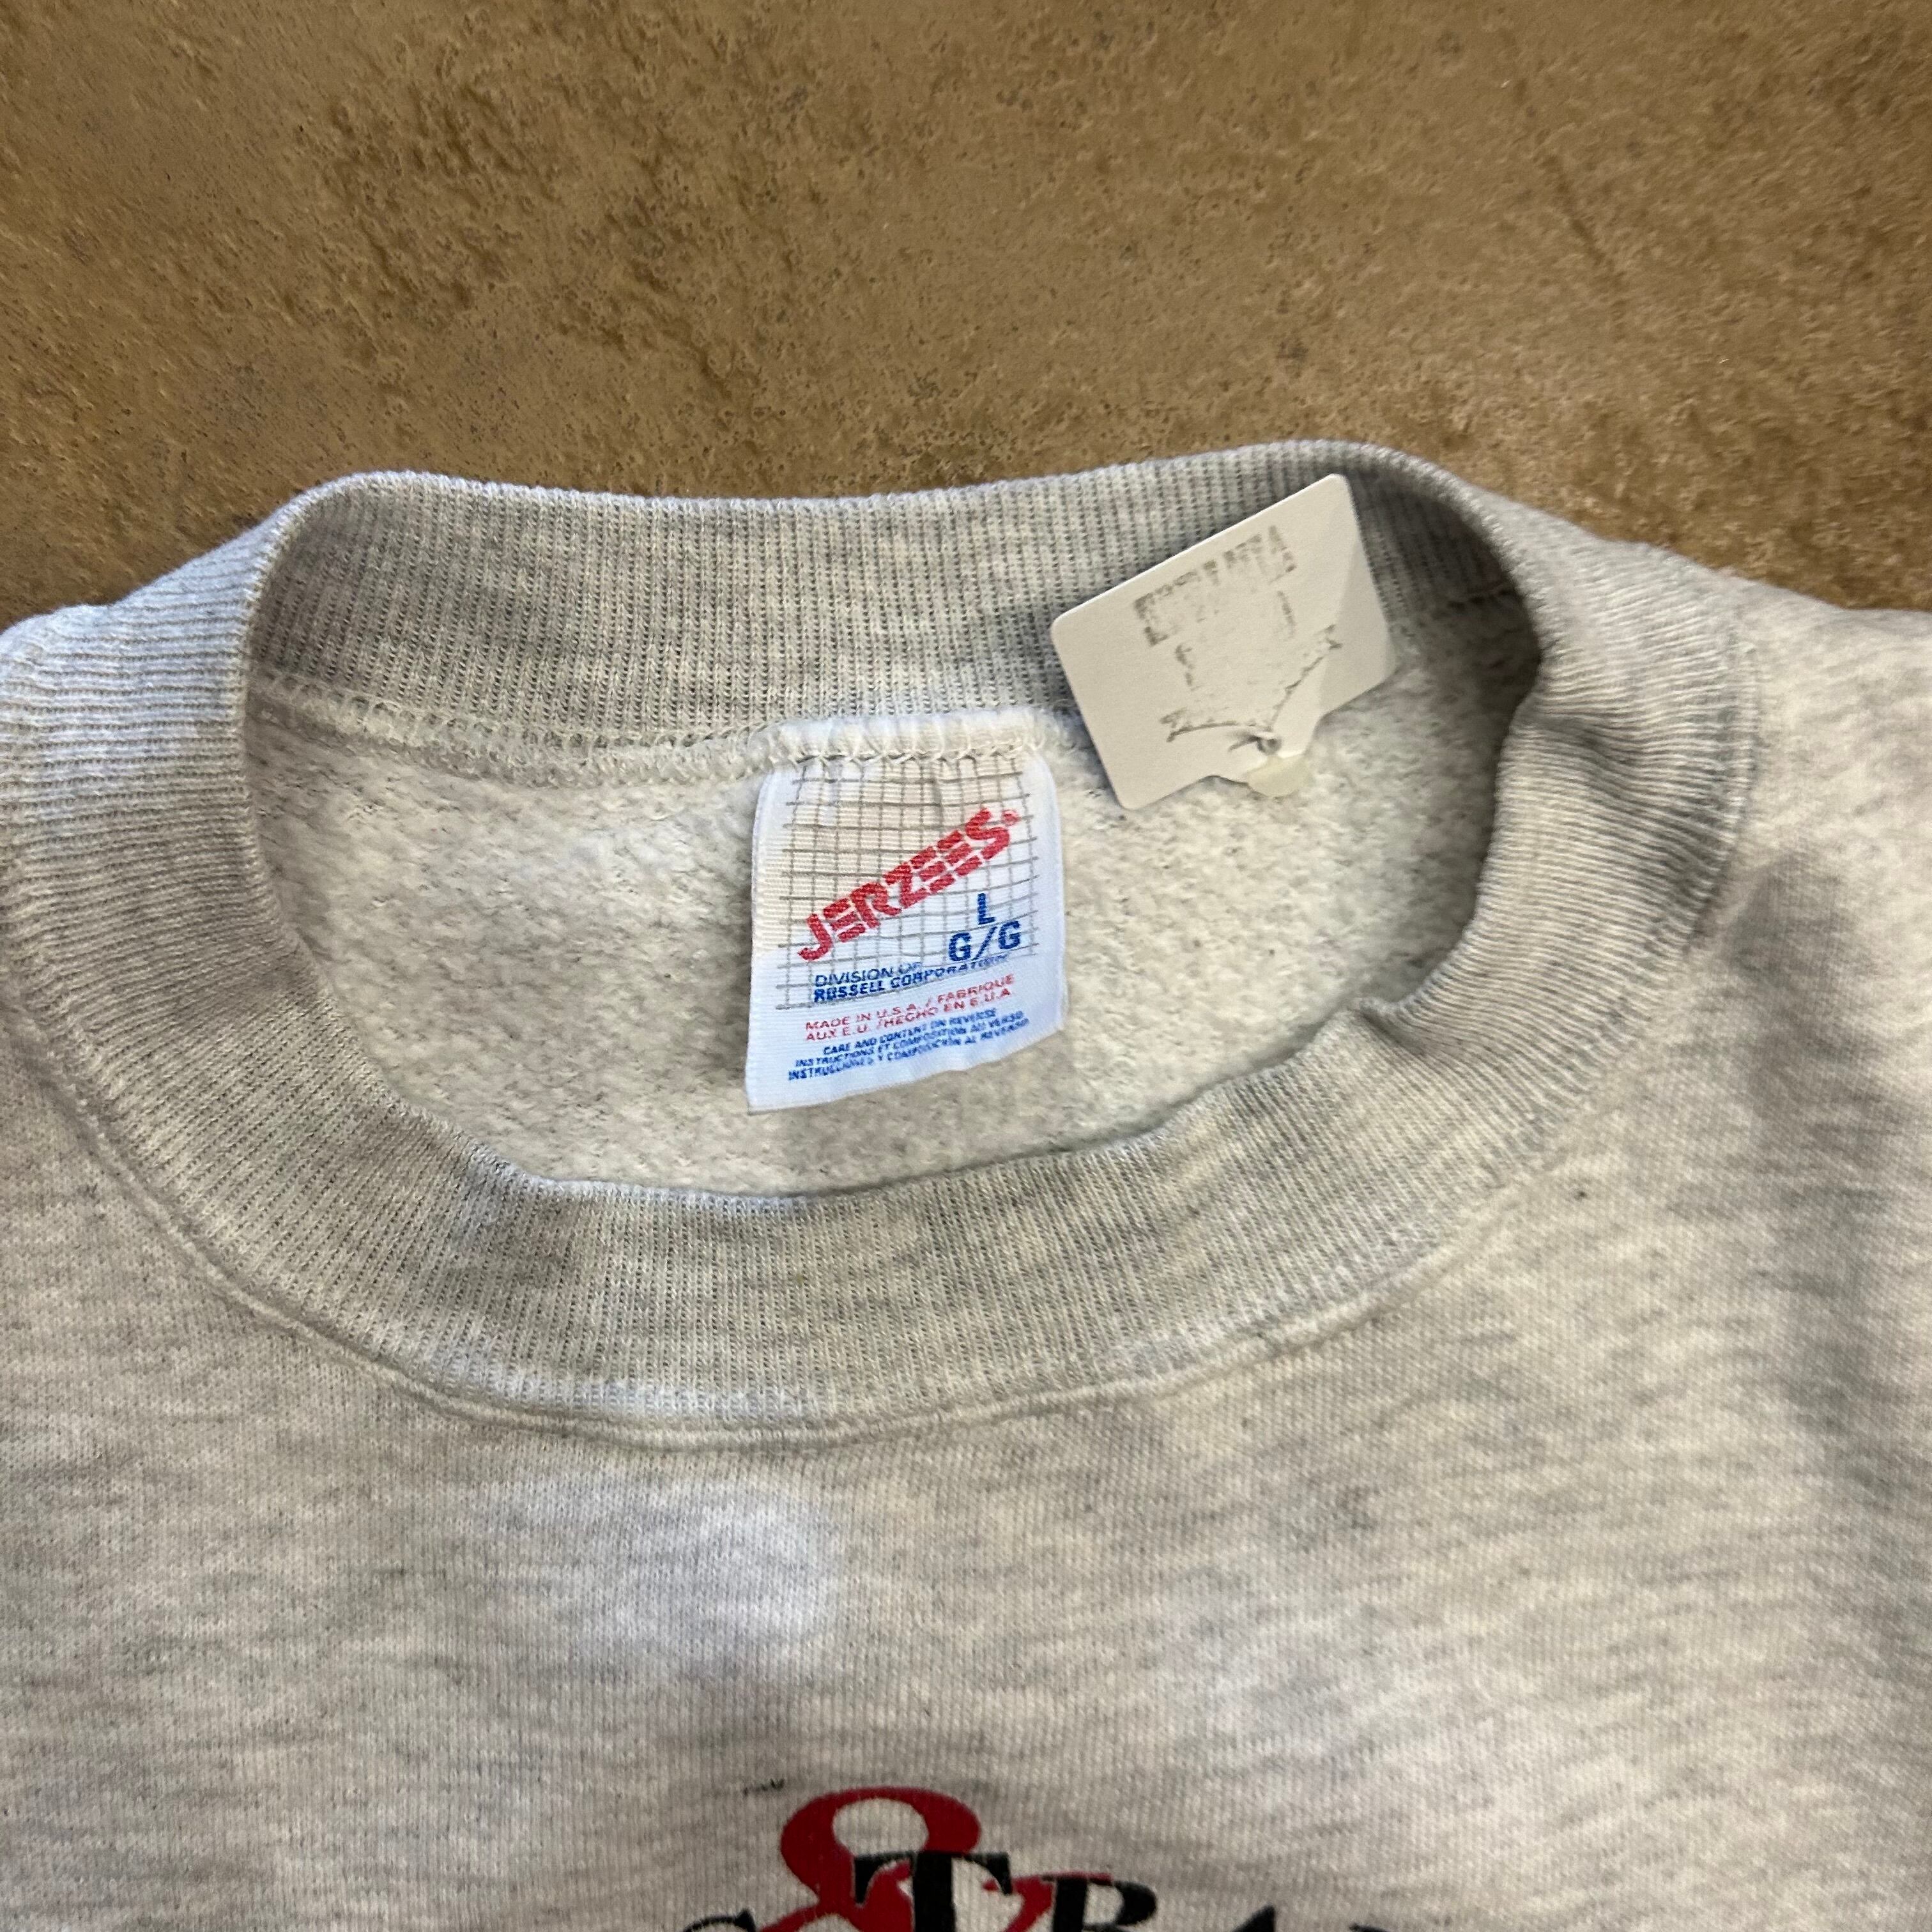 JERZEES
L
G/G
DIVISION OF
RUSSELL CORPORATION
MADE IN U.S.A. / FABRIQUE
AUX E.U. / HECHO EN E.U.A
CARE AND CONTENT ON REVERSE
INSTRUCTIONS ET COMPOSITION AU VERSO
INSTRUCCIONES Y COMPOSICIÓN AL REVERSO
&